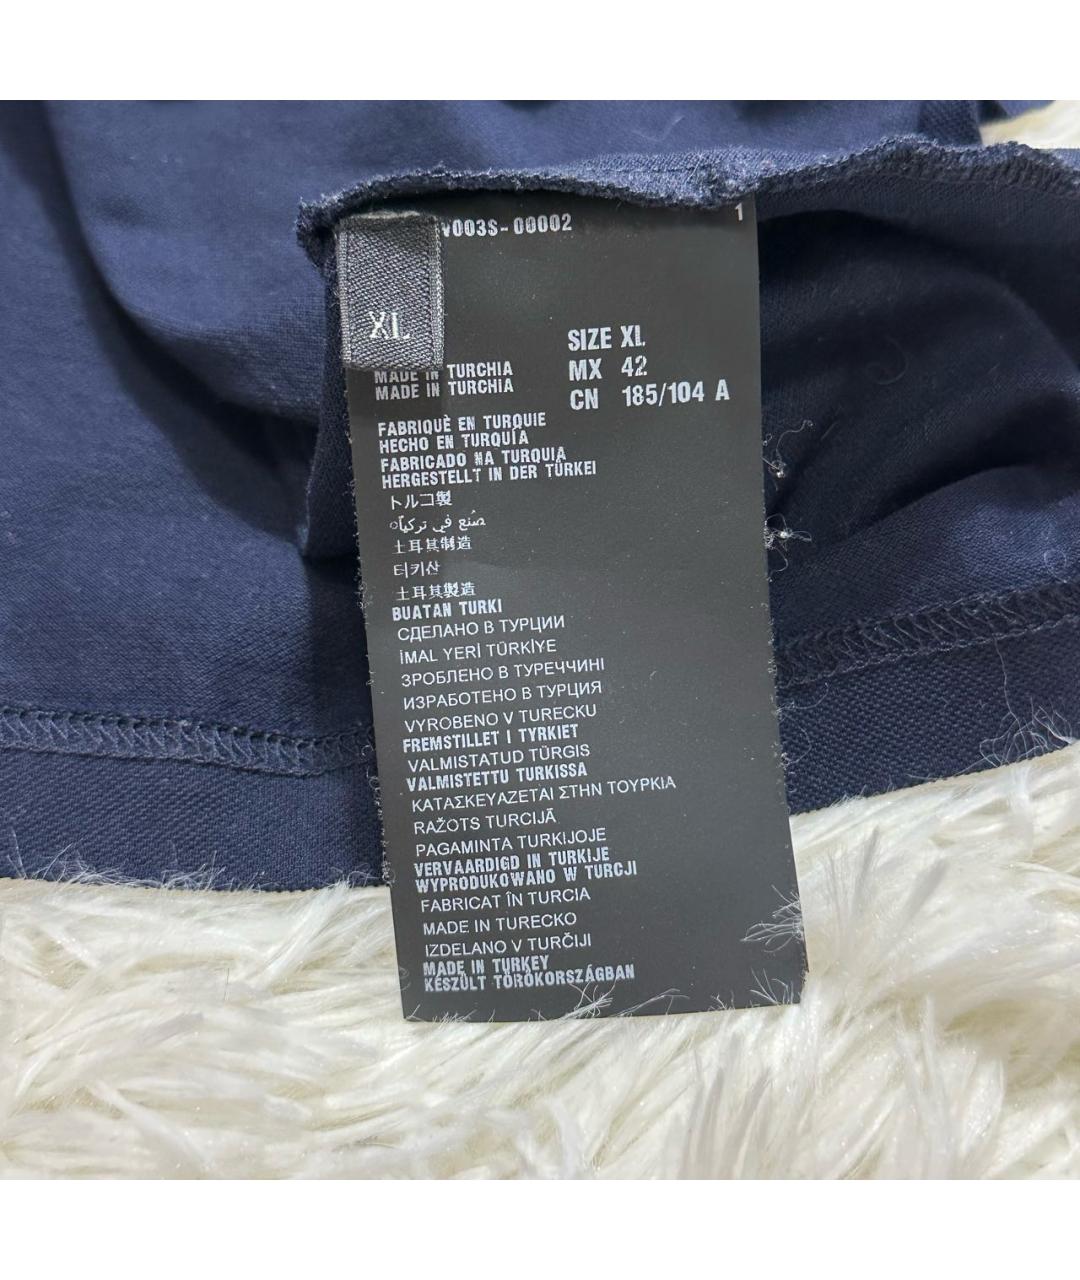 V003S-00002
1
XL
SIZE XL
MX 42
CN 185/104 A
MADE IN TURCHIA
MADE IN TURCHIA
FABRIQUÈ EN TURQUIE
HECHO EN TURQUÍA
FABRICADO NA TURQUIA
HERGESTELLT IN DER TÜRKEI
トルコ製
صُنع في تركيا
土耳其制造
터키산
土耳其製造
BUATAN TURKI
СДЕЛАНО В ТУРЦИИ
İMAL YERİ TÜRKİYE
ЗРОБЛЕНО В ТУРЕЧЧИНІ
ИЗРАБОТЕНО В ТУРЦИЯ
VYROBENO V TURECKU
FREMSTILLET I TYRKIET
VALMISTATUD TÜRGIS
VALMISTETTU TURKISSA
ΚΑΤΑΣΚΕΥΑΖΕΤΑΙ ΣΤΗΝ ΤΟΥΡΚΙΑ
RAŽOTS TURCIJĀ
PAGAMINTA TURKIJOJE
VERVAARDIGD IN TURKIJE
WYPRODUKOWANO W TURCJI
FABRICAT ÎN TURCIA
MADE IN TURECKO
IZDELANO V TURČIJI
MADE IN TURKEY
KÉSZÜLT TÖRÖKORSZÁGBAN